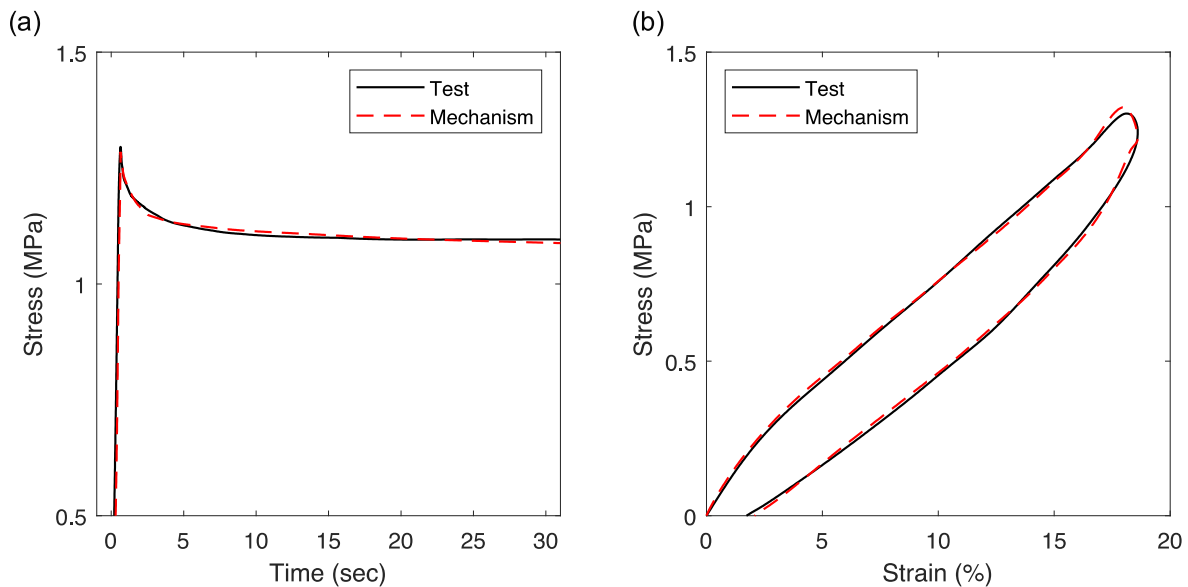 (a)
1.5
1
0.5
Stress (MPa)
0 5 10 15 20 25 30
Time (sec)
Test
Mechanism
(b)
1.5
1
0.5
0
Stress (MPa)
0 5 10 15 20
Strain (%)
Test
Mechanism